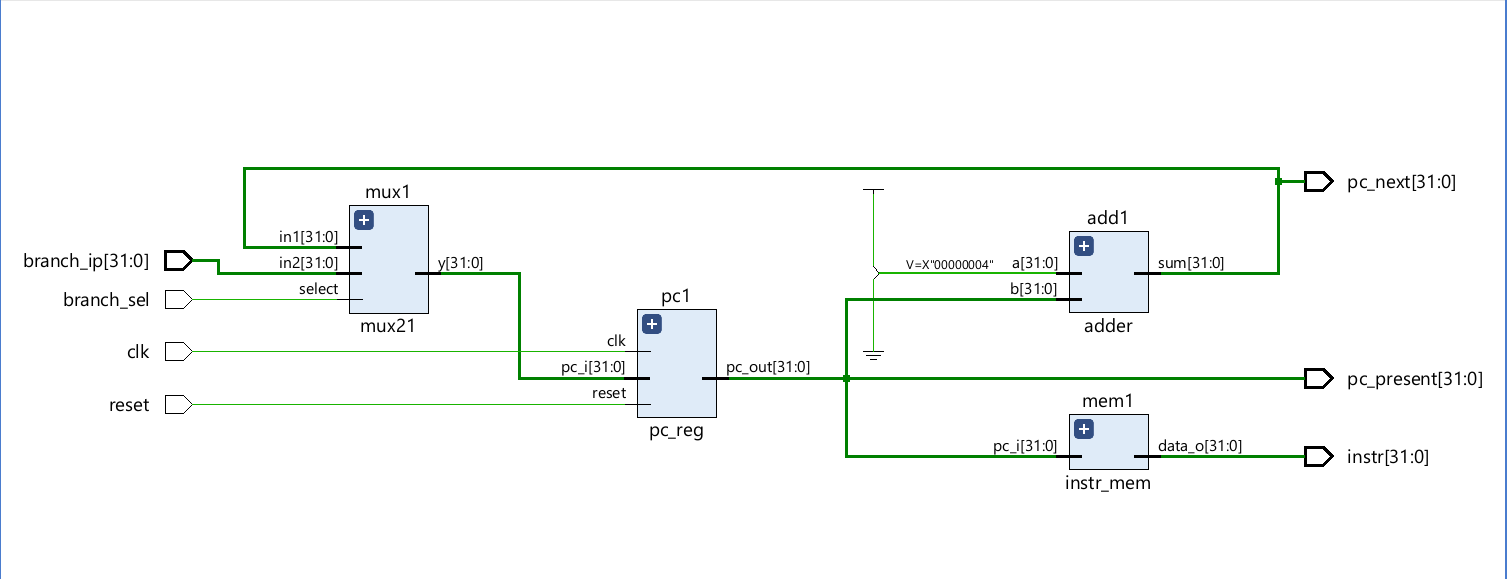 mux1
pc_next[31:0]
add1
in1[31:0]
branch_ip[31:0]
in2[31:0]
y[31:0]
V=X"00000004"
a[31:0]
sum[31:0]
select
branch_sel
b[31:0]
pc1
mux21
adder
clk
clk
pc_i[31:0]
pc_out[31:0]
pc_present[31:0]
reset
reset
mem1
pc_reg
pc_i[31:0]
data_o[31:0]
instr[31:0]
instr_mem